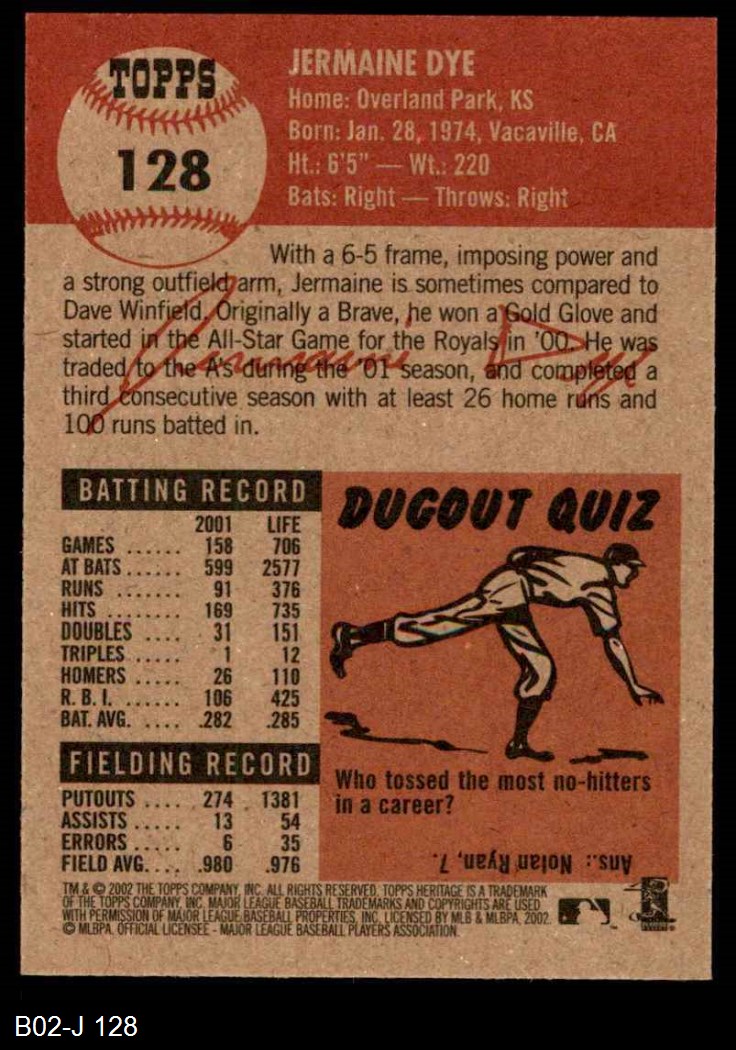 TOPPS
128
JERMAINE DYE
Home: Overland Park, KS
Born: Jan. 28, 1974, Vacaville, CA
Ht.: 6'5" — Wt.: 220
Bats: Right — Throws: Right
With a 6-5 frame, imposing power and
a strong outfield arm, Jermaine is sometimes compared to
Dave Winfield. Originally a Brave, he won a Gold Glove and
started in the All-Star Game for the Royals in '00. He was
traded to the A's during the '01 season, and completed a
third consecutive season with at least 26 home runs and
100 runs batted in.
Jermaine Dye
BATTING RECORD
2001 LIFE
GAMES ...... 158 706
AT BATS...... 599 2577
RUNS ....... 91 376
HITS ........ 169 735
DOUBLES .... 31 151
TRIPLES ..... 1 12
HOMERS ..... 26 110
R. B. I. ...... 106 425
BAT. AVG. .... .282 .285
FIELDING RECORD
PUTOUTS .... 274 1381
ASSISTS ..... 13 54
ERRORS ..... 6 35
FIELD AVG.... .980 .976
DUGOUT QUIZ
Who tossed the most no-hitters
in a career?
Ans.: Nolan Ryan, 7.
TM & © 2002 THE TOPPS COMPANY, INC. ALL RIGHTS RESERVED. TOPPS HERITAGE IS A TRADEMARK
OF THE TOPPS COMPANY, INC. MAJOR LEAGUE BASEBALL TRADEMARKS AND COPYRIGHTS ARE USED
WITH PERMISSION OF MAJOR LEAGUE BASEBALL PROPERTIES, INC. LICENSED BY MLB & MLBPA, 2002.
© MLBPA. OFFICIAL LICENSEE - MAJOR LEAGUE BASEBALL PLAYERS ASSOCIATION.
B02-J 128